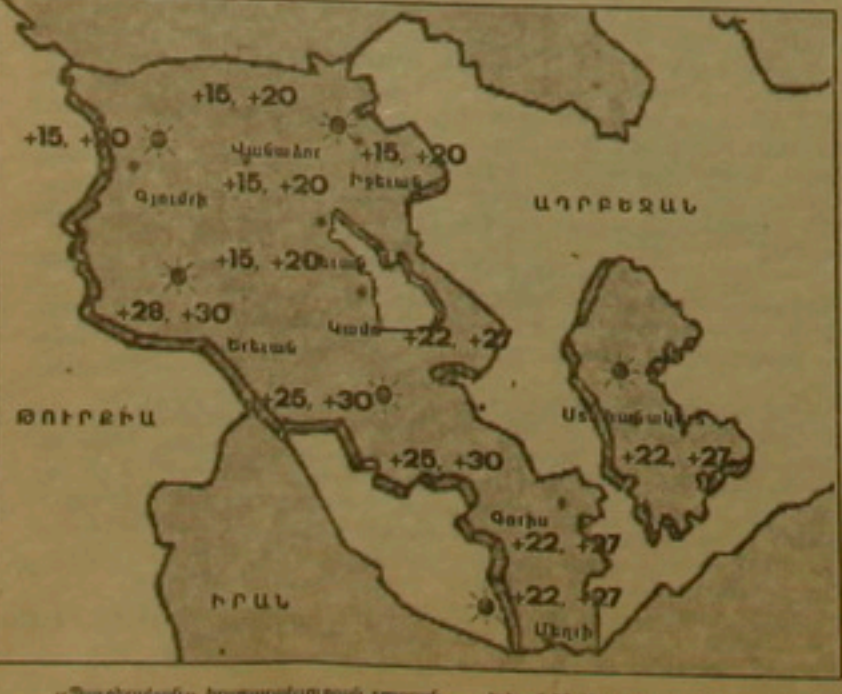 +15, +20
+15, +20
Վանաձոր
+15, +20
Գյումրի
+15, +20
Իջեւան
ԱԴՐԲԵՋԱՆ
+15, +20
+28, +30
Կամո
+22, +27
Երեւան
+25, +30
ԹՈՒՐՔԻԱ
+25, +30
+22, +27
Գորիս
+22, +27
ԻՐԱՆ
+22, +27
Մեղրի